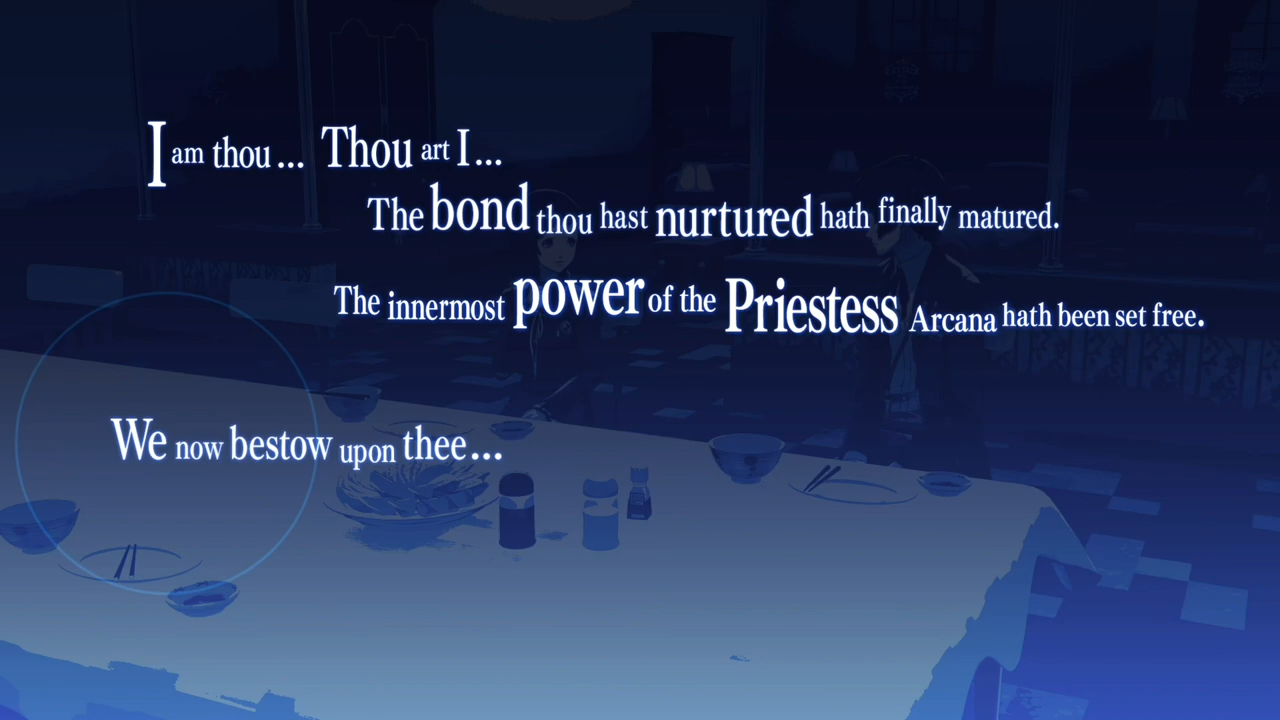 I am thou... Thou art I...
The bond thou hast nurtured hath finally matured.
The innermost power of the Priestess Arcana hath been set free.
We now bestow upon thee...